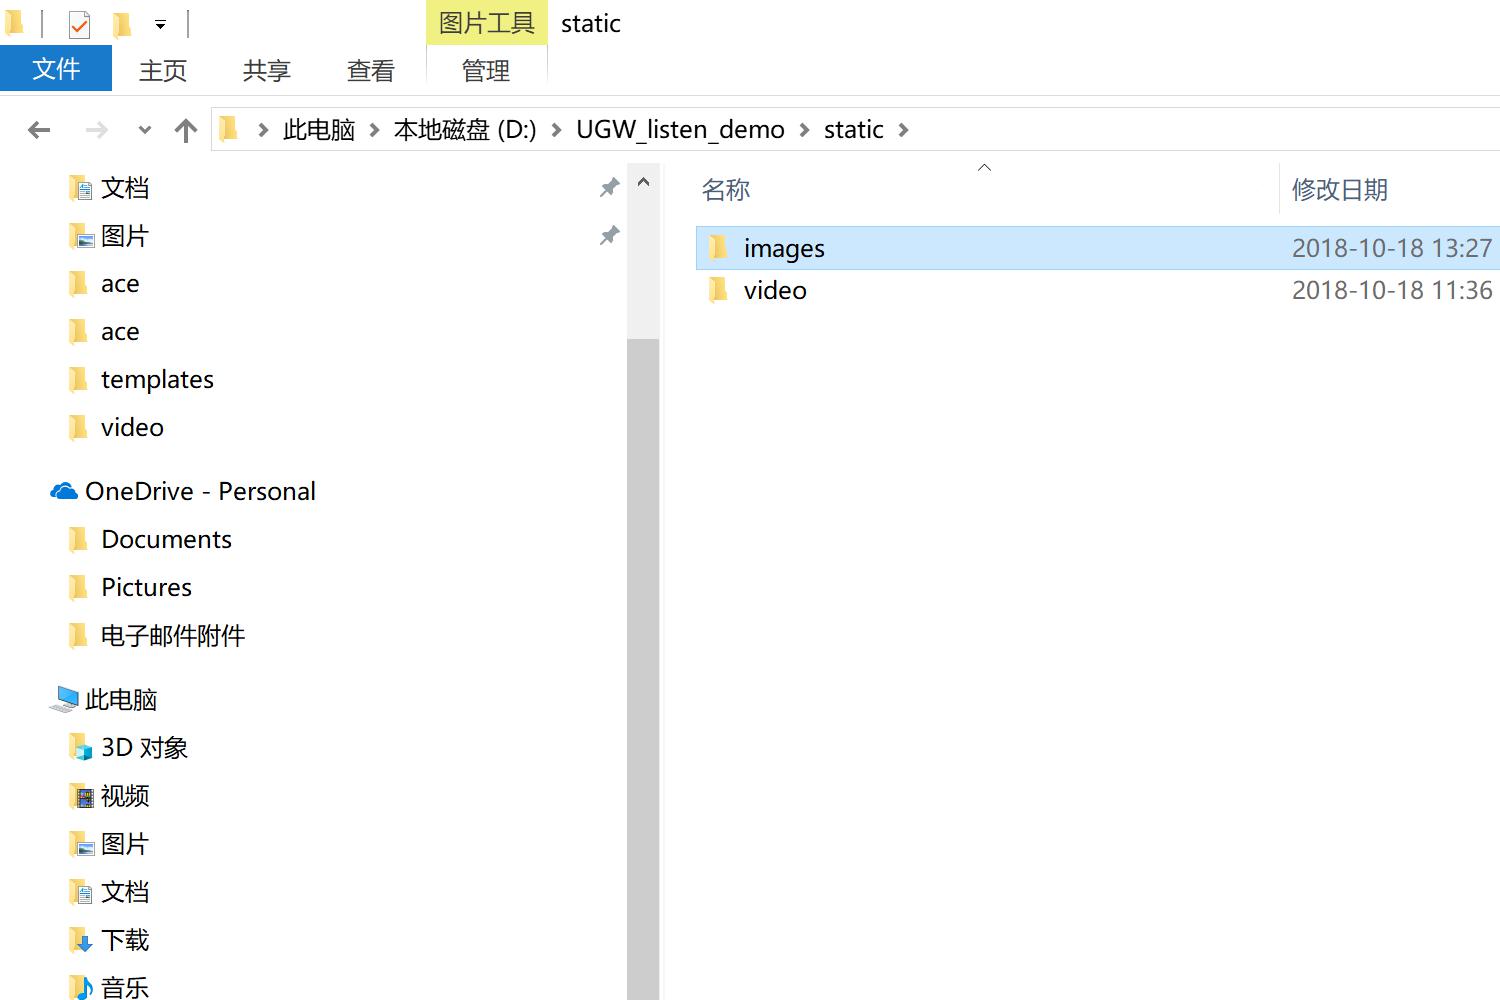 图片工具 static
文件 主页 共享 查看 管理
此电脑 本地磁盘 (D:) UGW_listen_demo static
文档
图片
ace
ace
templates
video
OneDrive - Personal
Documents
Pictures
电子邮件附件
此电脑
3D 对象
视频
图片
文档
下载
音乐
名称 修改日期
images 2018-10-18 13:27
video 2018-10-18 11:36